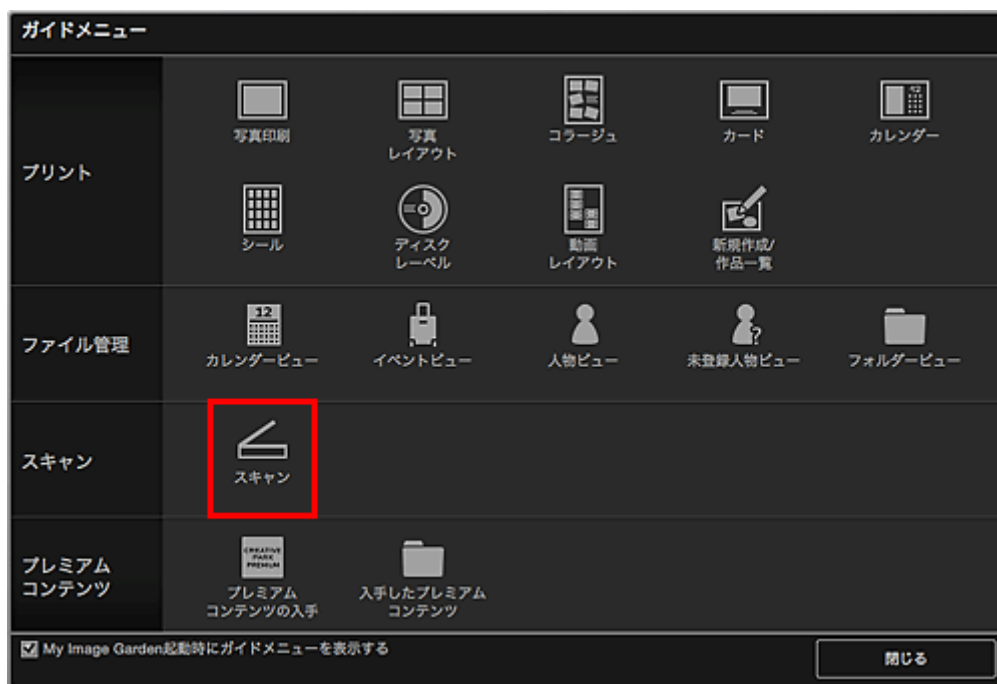 ガイドメニュー
プリント
写真印刷
写真
レイアウト
コラージュ
カード
12
カレンダー
シール
ディスク
レーベル
動画
レイアウト
新規作成/
作品一覧
ファイル管理
12
カレンダービュー
イベントビュー
人物ビュー
?
未登録人物ビュー
フォルダービュー
スキャン
スキャン
プレミアム
コンテンツ
CREATIVE
PARK
PREMIUM
プレミアム
コンテンツの入手
入手したプレミアム
コンテンツ
My Image Garden起動時にガイドメニューを表示する
閉じる